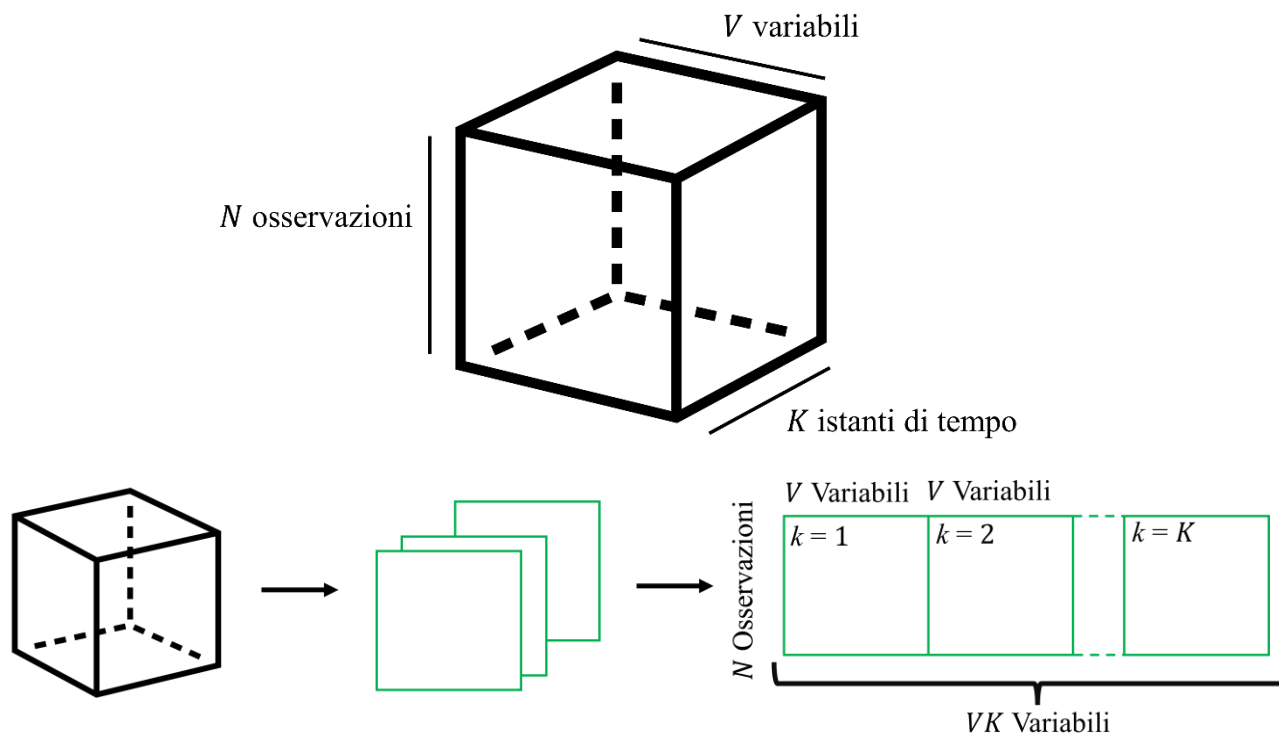 V variabili
N osservazioni
K istanti di tempo
V Variabili V Variabili
N Osservazioni
k = 1 k = 2 k = K
VK Variabili